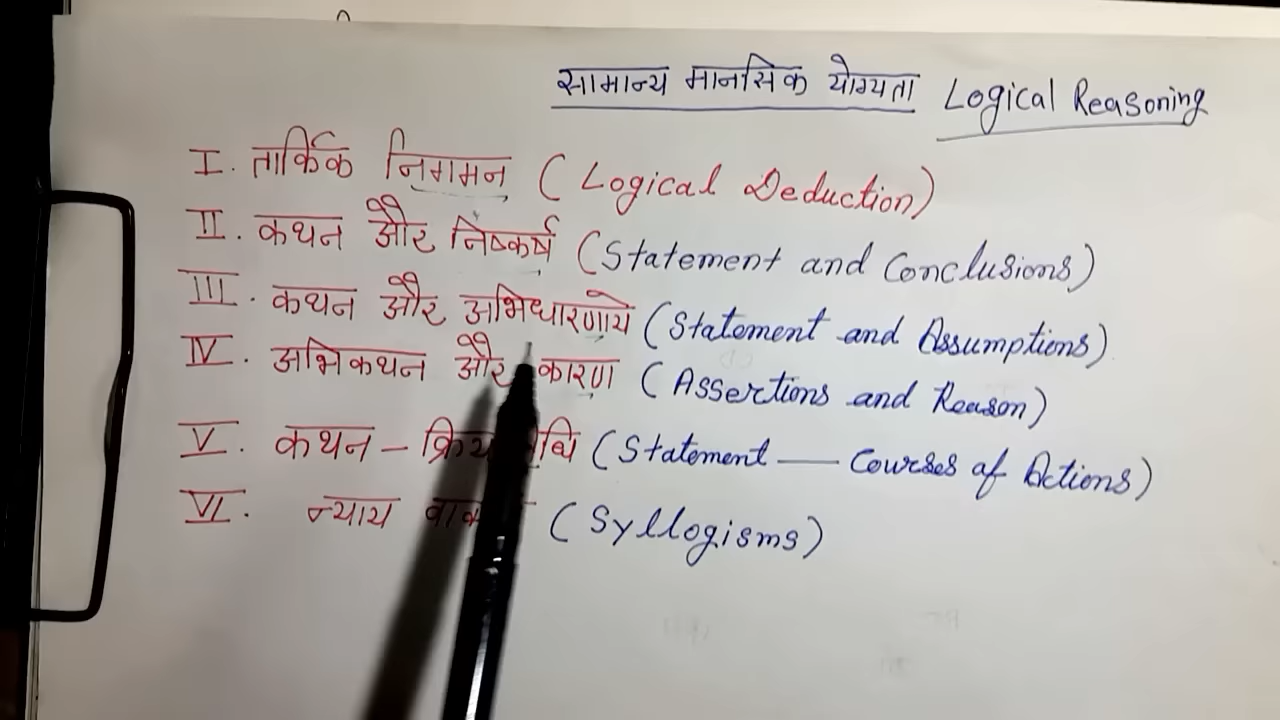 सामान्य मानसिक योग्यता Logical Reasoning
I. तार्किक निगमन (Logical Deduction)
II. कथन और निष्कर्ष (Statement and Conclusions)
III. कथन और अभिधारणाये (Statement and Assumptions)
IV. अभिकथन और कारण (Assertions and Reason)
V. कथन – (Statement — Courses of Actions)
VI. न्याय (Syllogisms)